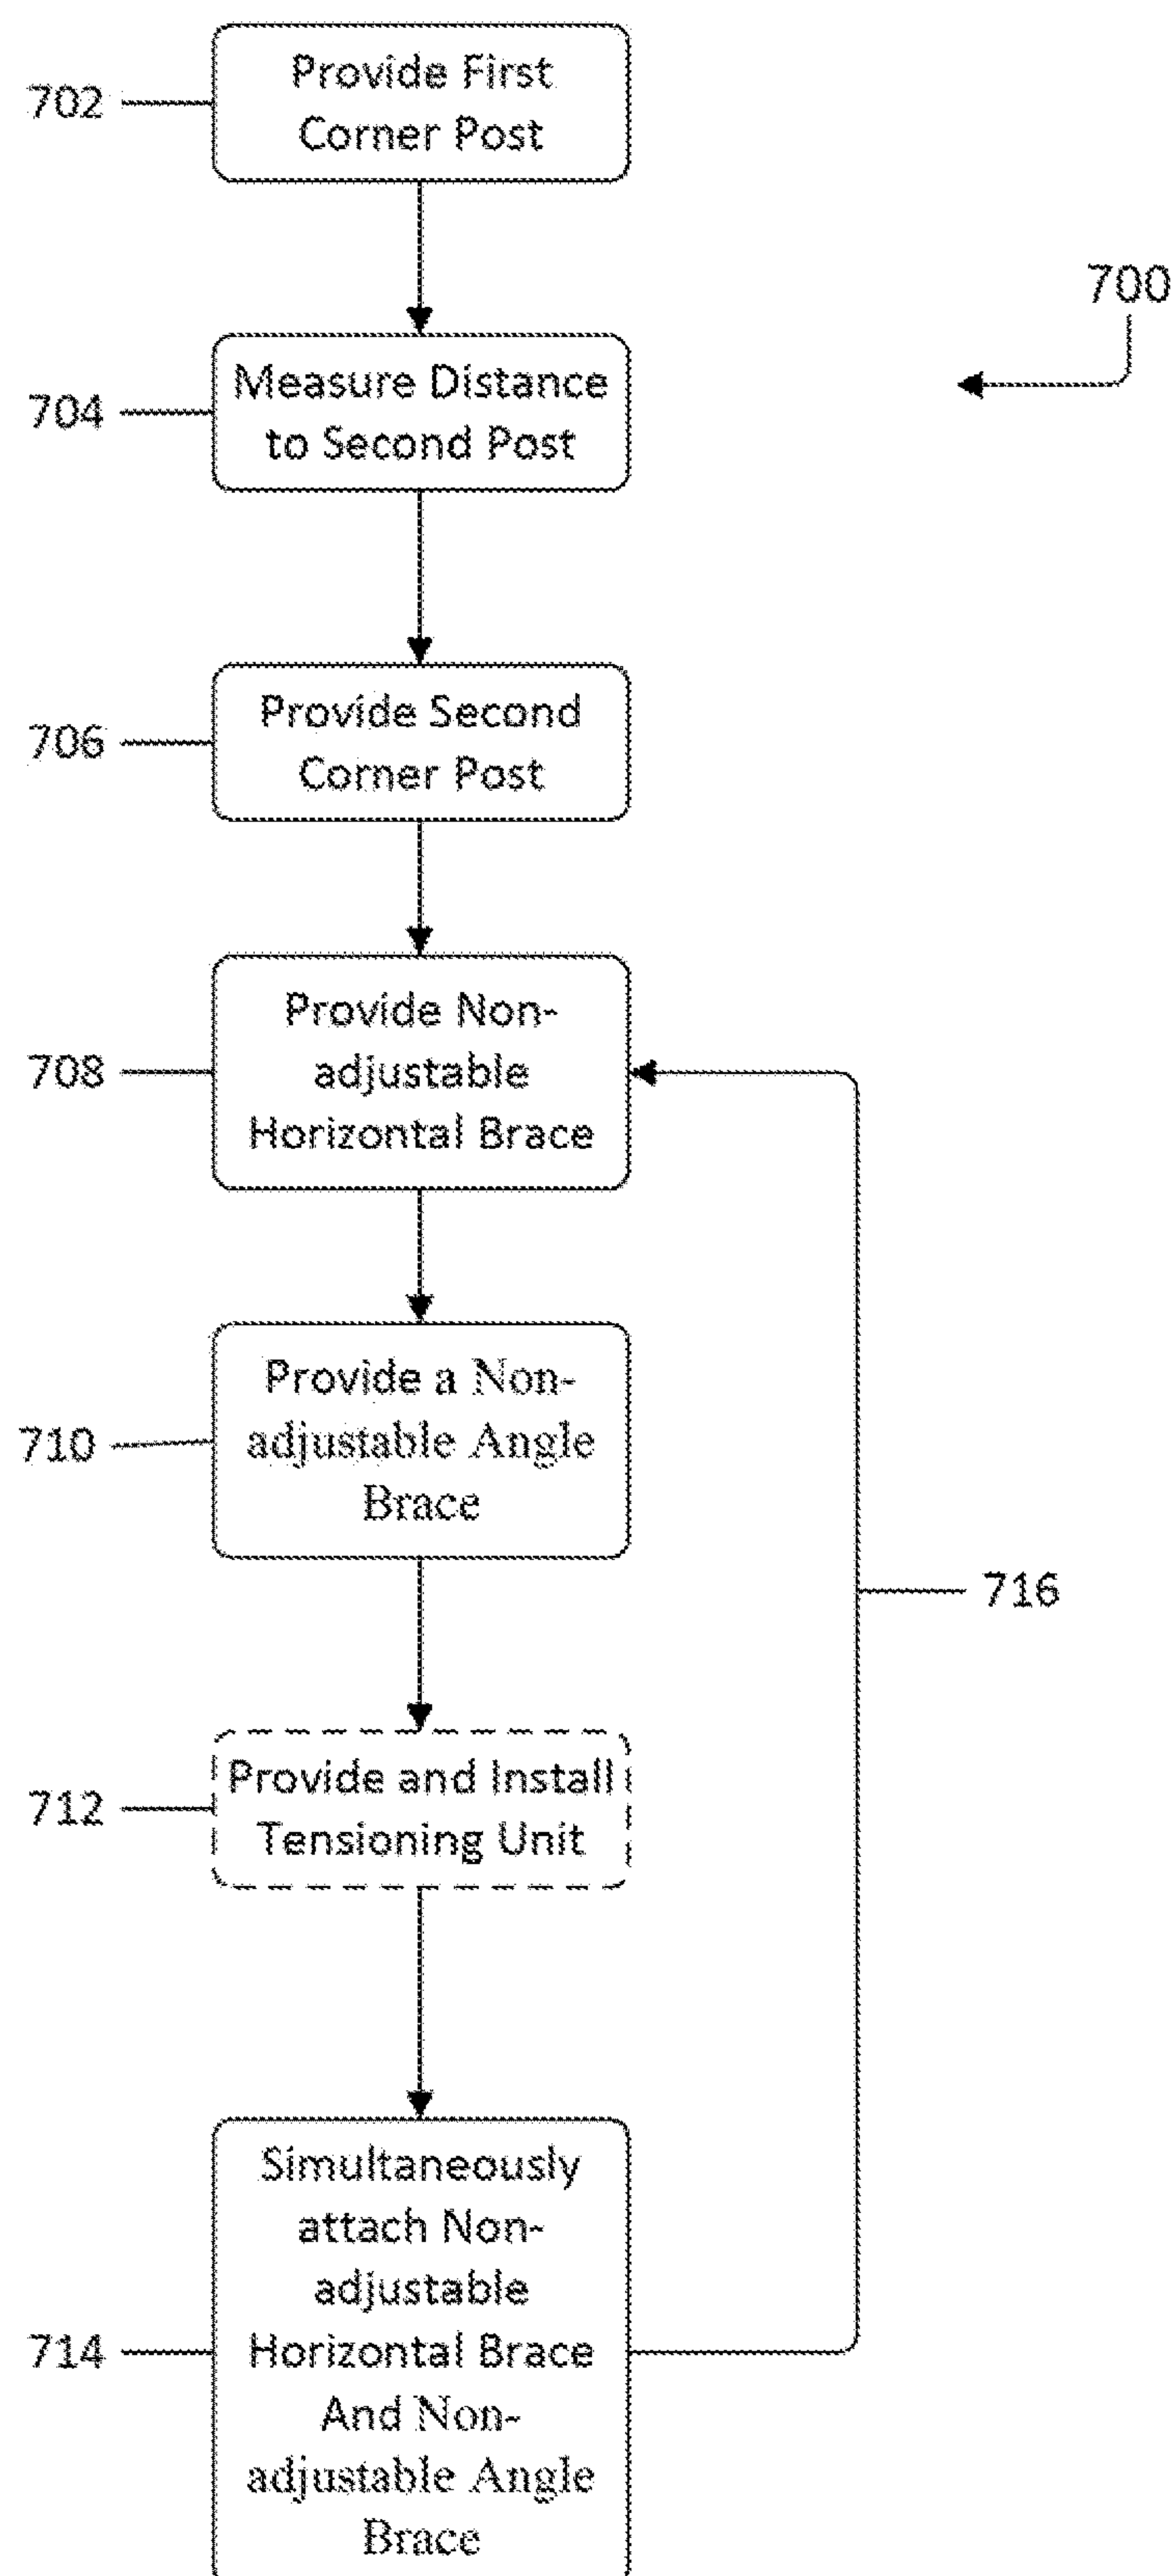 702
Provide First
Corner Post
700
704
Measure Distance
to Second Post
706
Provide Second
Corner Post
708
Provide Non-
adjustable
Horizontal Brace
710
Provide a Non-
adjustable Angle
Brace
716
712
Provide and Install
Tensioning Unit
714
Simultaneously
attach Non-
adjustable
Horizontal Brace
And Non-
adjustable Angle
Brace